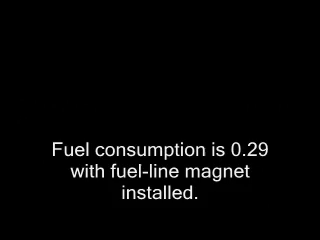 Fuel consumption is 0.29
with fuel-line magnet
installed.